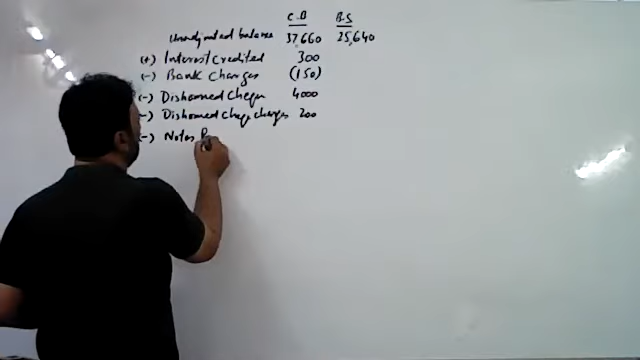 C.B B.S
Unadjusted balance 37,660 25,640
(+) Interest Credited 300
(-) Bank Charges (150)
(-) Dishonored Cheque 4000
(-) Dishonored Cheque charges 200
(-) Notes